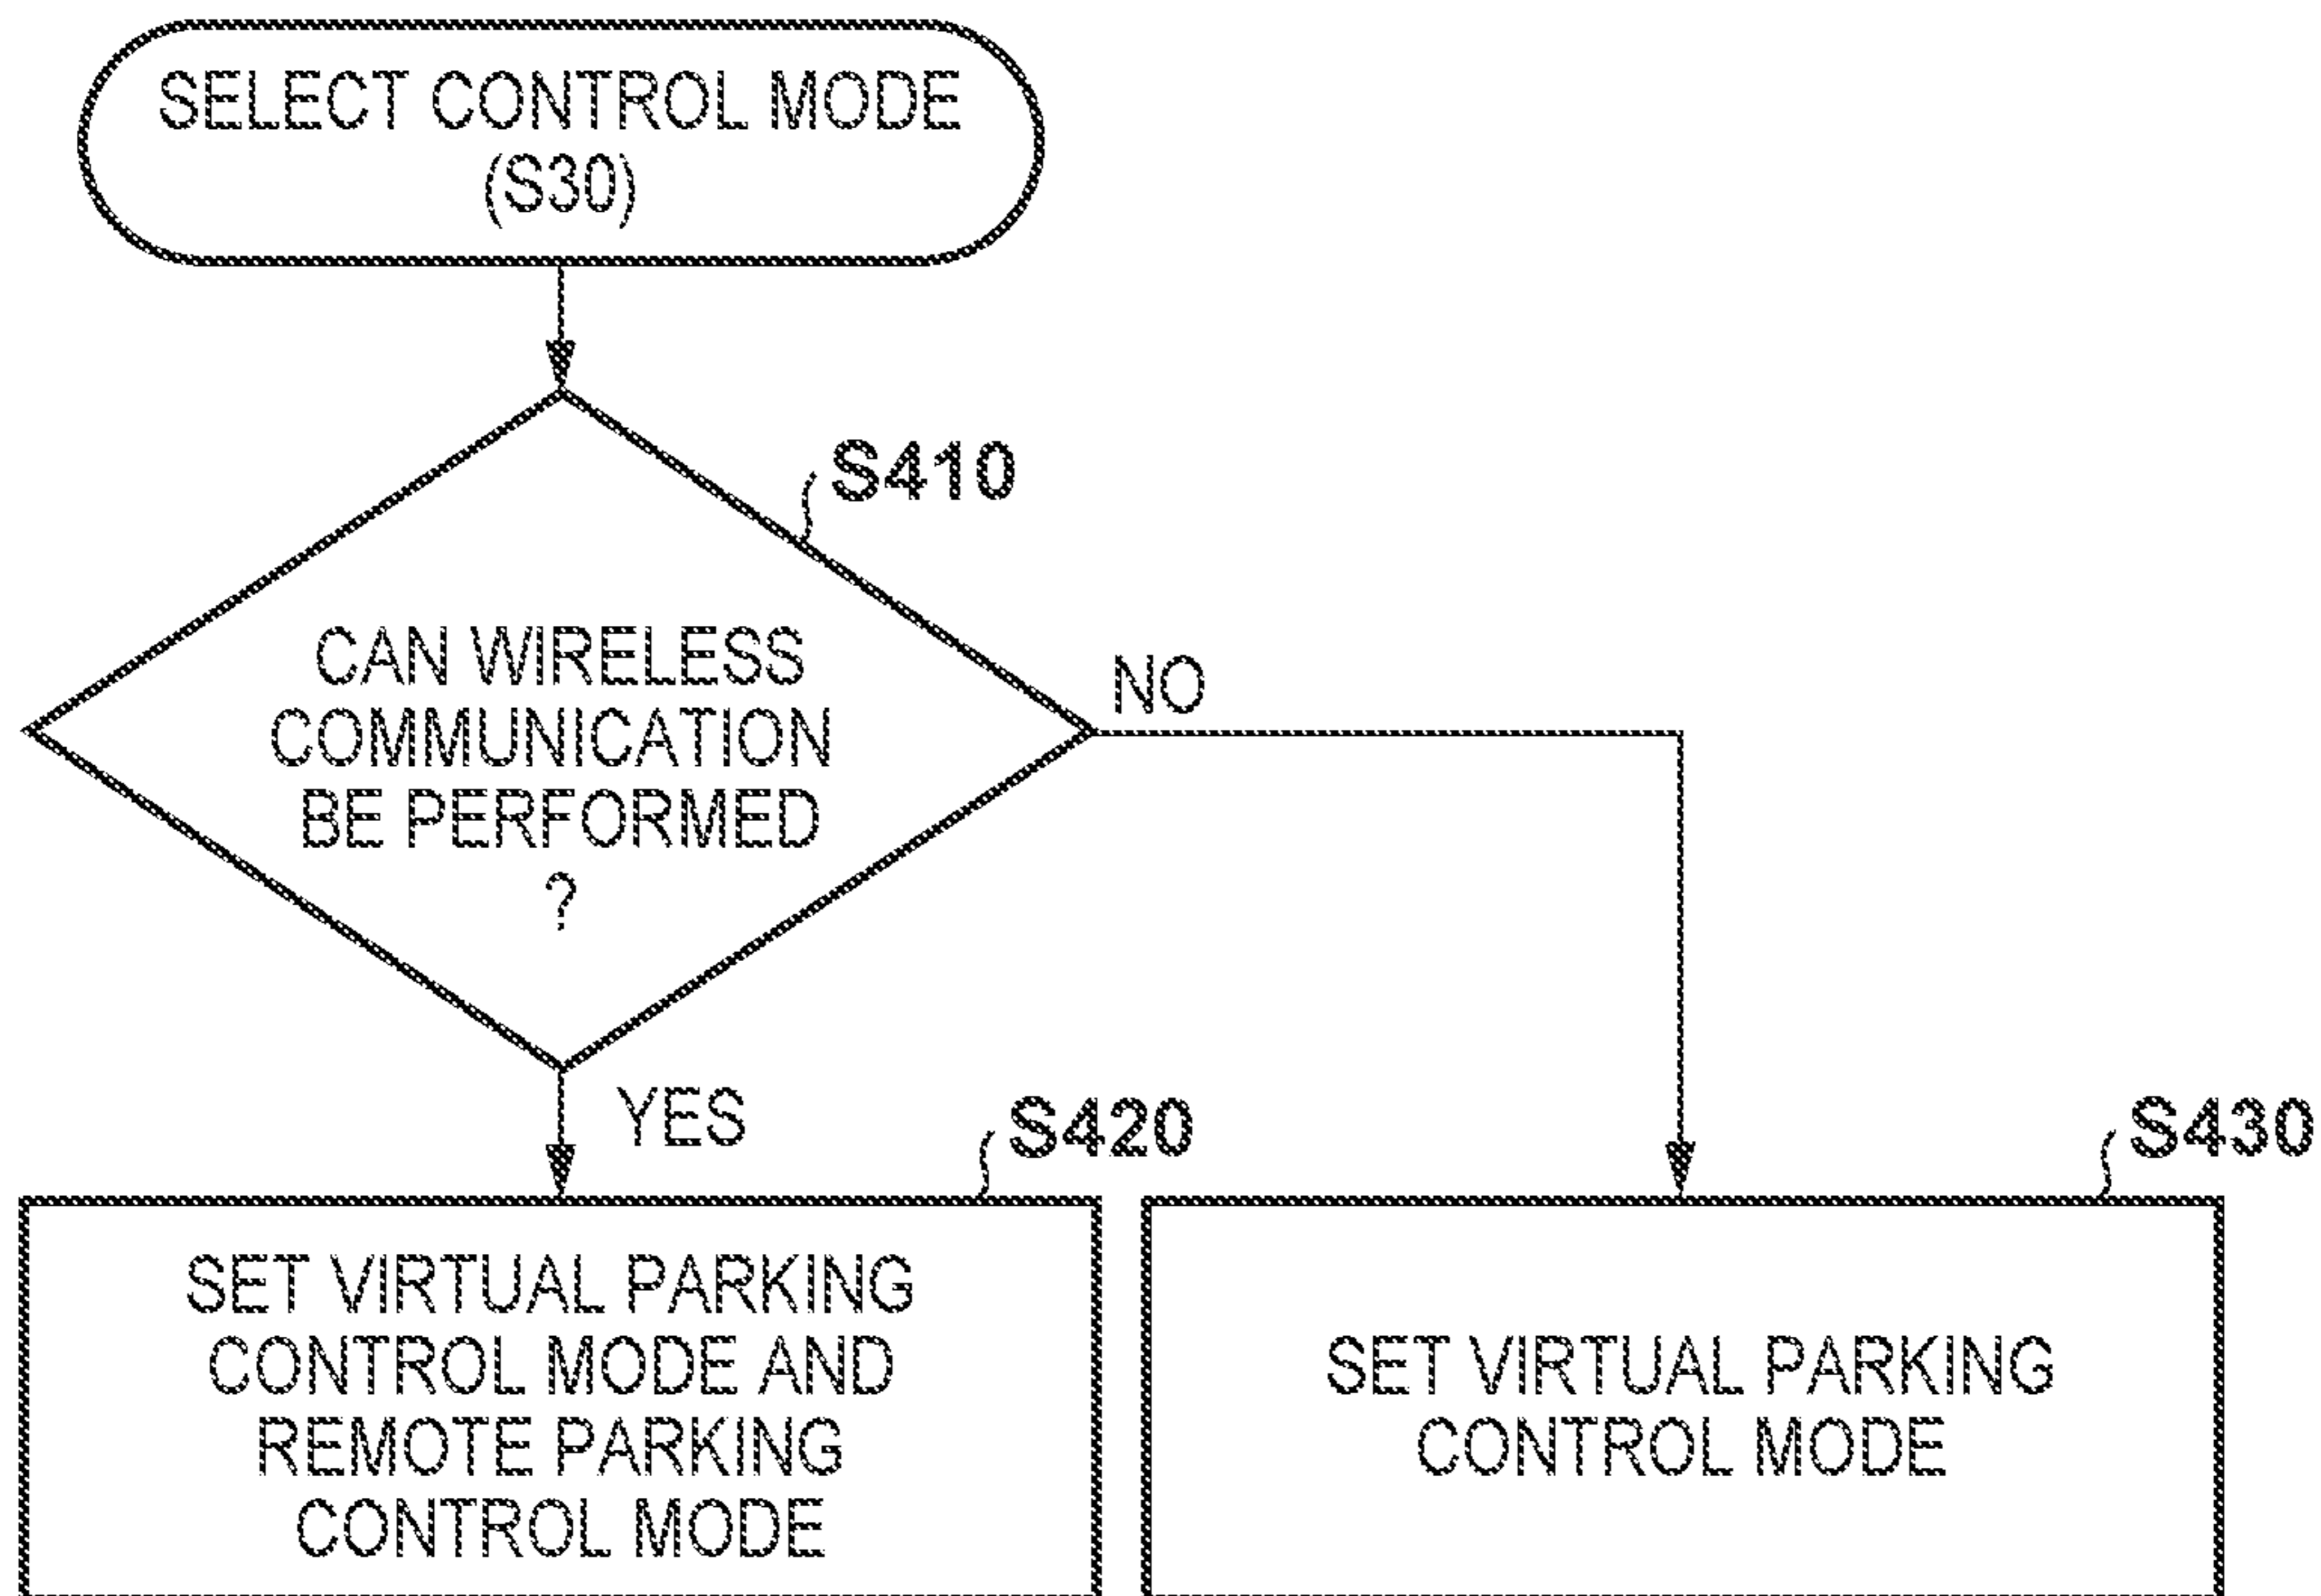 SELECT CONTROL MODE
(S30)
S410
CAN WIRELESS
COMMUNICATION
BE PERFORMED
?
NO
YES
S420
SET VIRTUAL PARKING
CONTROL MODE AND
REMOTE PARKING
CONTROL MODE
S430
SET VIRTUAL PARKING
CONTROL MODE